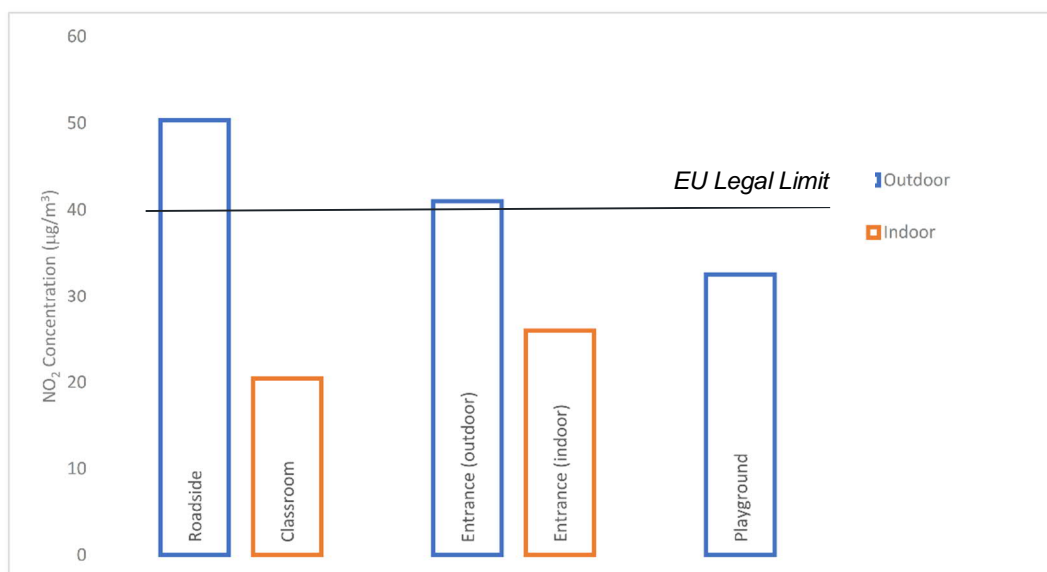 60
50
40
30
20
10
0
NO₂ Concentration (µg/m³)
EU Legal Limit
Outdoor
Indoor
Roadside
Classroom
Entrance (outdoor)
Entrance (indoor)
Playground